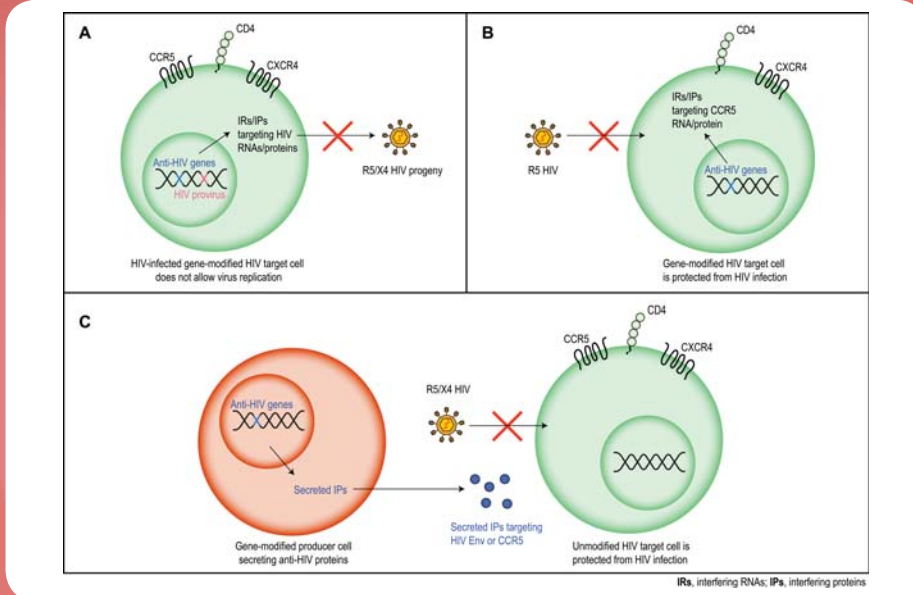 A
CD4
CCR5
CXCR4
IRs/IPs
targeting HIV
RNAs/proteins
Anti-HIV genes
HIV provirus
R5/X4 HIV progeny
HIV-infected gene-modified HIV target cell
does not allow virus replication
B
CD4
CXCR4
IRs/IPs
targeting CCR5
RNA/protein
R5 HIV
Anti-HIV genes
Gene-modified HIV target cell
is protected from HIV infection
C
CD4
CCR5
CXCR4
R5/X4 HIV
Anti-HIV genes
Secreted IPs
Secreted IPs targeting
HIV Env or CCR5
Gene-modified producer cell
secreting anti-HIV proteins
Unmodified HIV target cell is
protected from HIV infection
IRs, interfering RNAs; IPs, interfering proteins